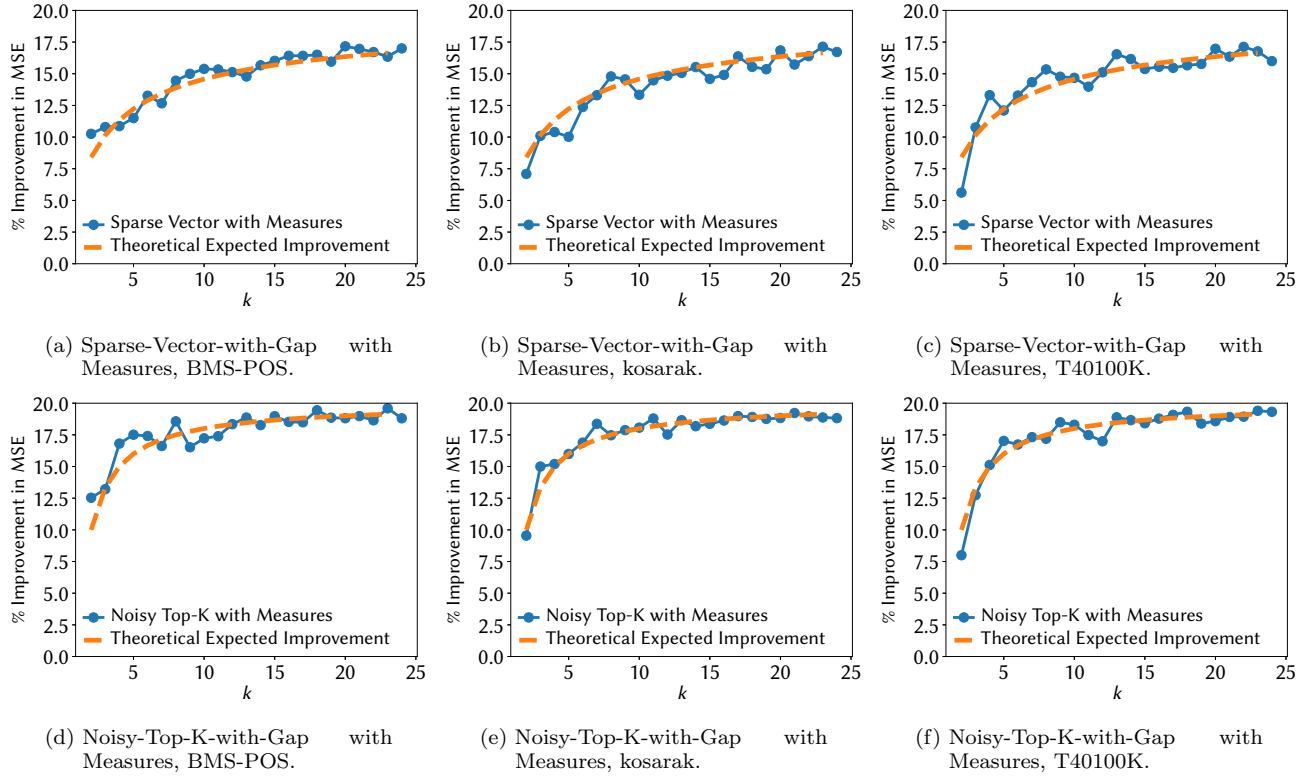 % Improvement in MSE
20.0
17.5
15.0
12.5
10.0
7.5
5.0
2.5
0.0
Sparse Vector with Measures
Theoretical Expected Improvement
5 10 15 20 25
k
(a) Sparse-Vector-with-Gap with
Measures, BMS-POS.
% Improvement in MSE
20.0
17.5
15.0
12.5
10.0
7.5
5.0
2.5
0.0
Sparse Vector with Measures
Theoretical Expected Improvement
5 10 15 20 25
k
(b) Sparse-Vector-with-Gap with
Measures, kosarak.
% Improvement in MSE
20.0
17.5
15.0
12.5
10.0
7.5
5.0
2.5
0.0
Sparse Vector with Measures
Theoretical Expected Improvement
5 10 15 20 25
k
(c) Sparse-Vector-with-Gap with
Measures, T40100K.
% Improvement in MSE
20.0
17.5
15.0
12.5
10.0
7.5
5.0
2.5
0.0
Noisy Top-K with Measures
Theoretical Expected Improvement
5 10 15 20 25
k
(d) Noisy-Top-K-with-Gap with
Measures, BMS-POS.
% Improvement in MSE
20.0
17.5
15.0
12.5
10.0
7.5
5.0
2.5
0.0
Noisy Top-K with Measures
Theoretical Expected Improvement
5 10 15 20 25
k
(e) Noisy-Top-K-with-Gap with
Measures, kosarak.
% Improvement in MSE
20.0
17.5
15.0
12.5
10.0
7.5
5.0
2.5
0.0
Noisy Top-K with Measures
Theoretical Expected Improvement
5 10 15 20 25
k
(f) Noisy-Top-K-with-Gap with
Measures, T40100K.